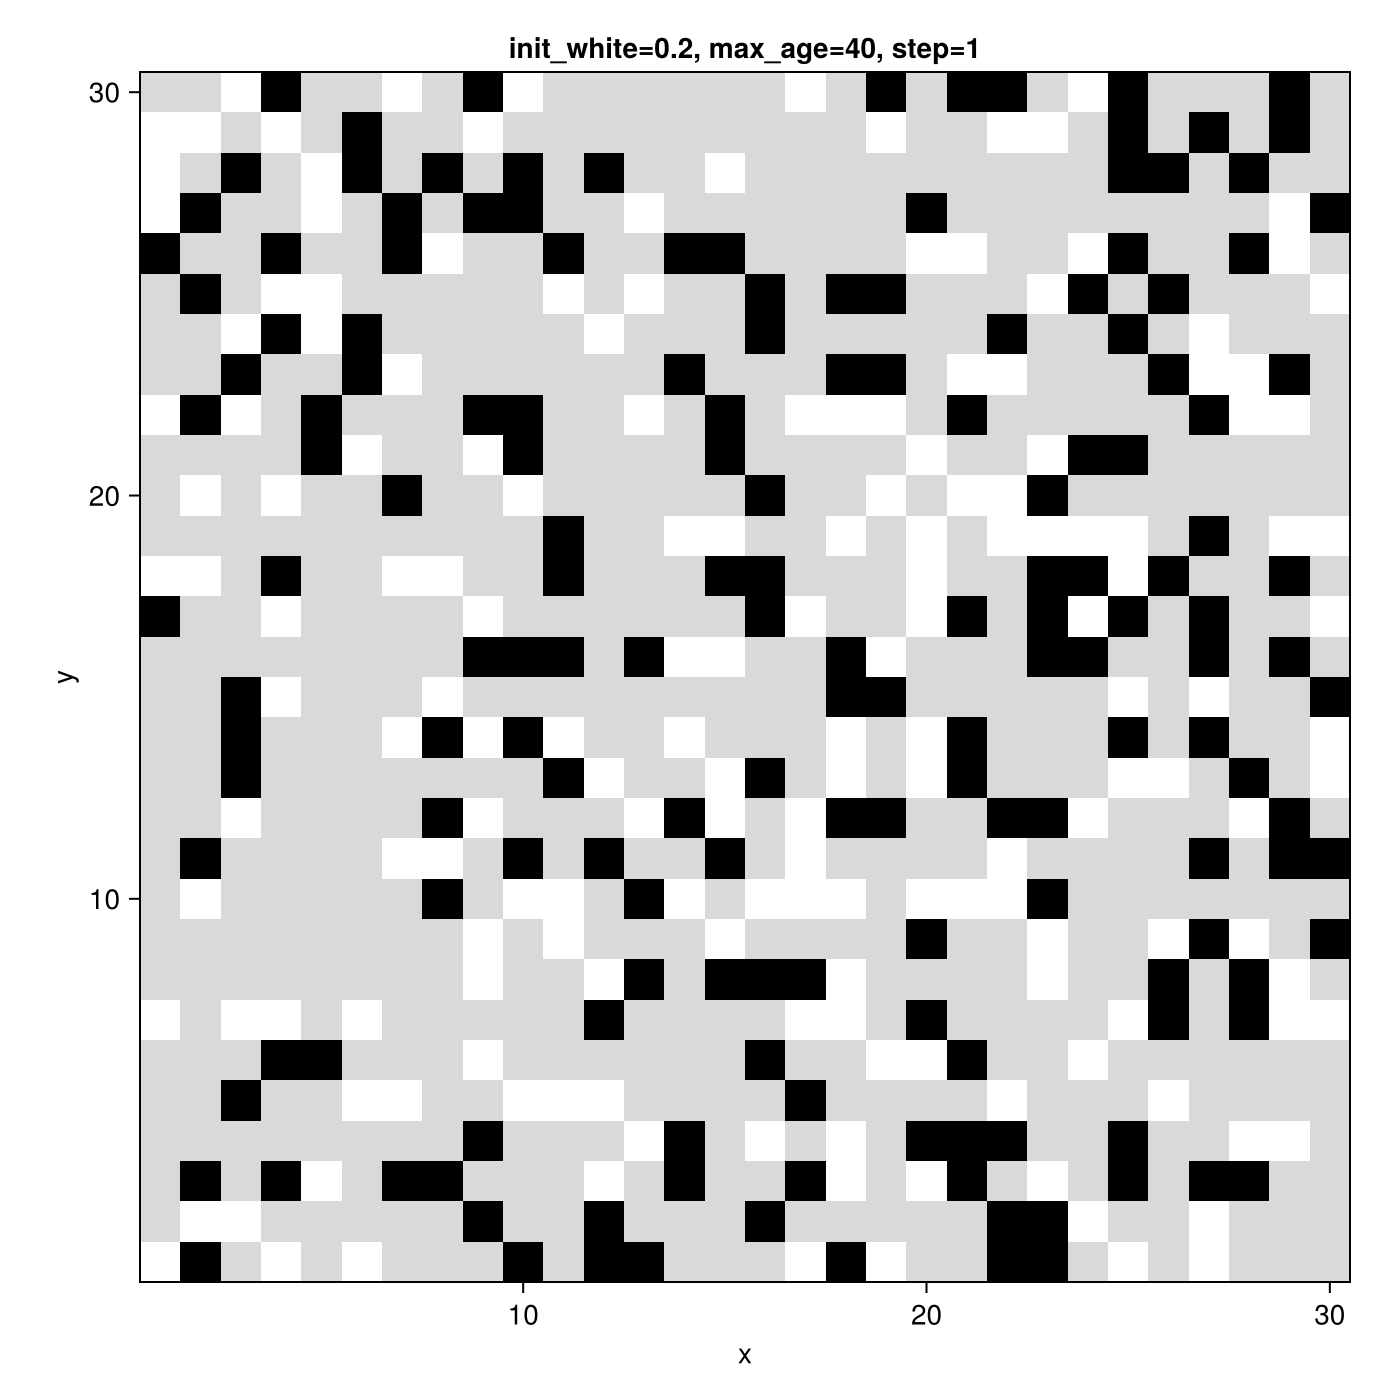 init_white=0.2, max_age=40, step=1
30
20
y
10
10 20 30
x